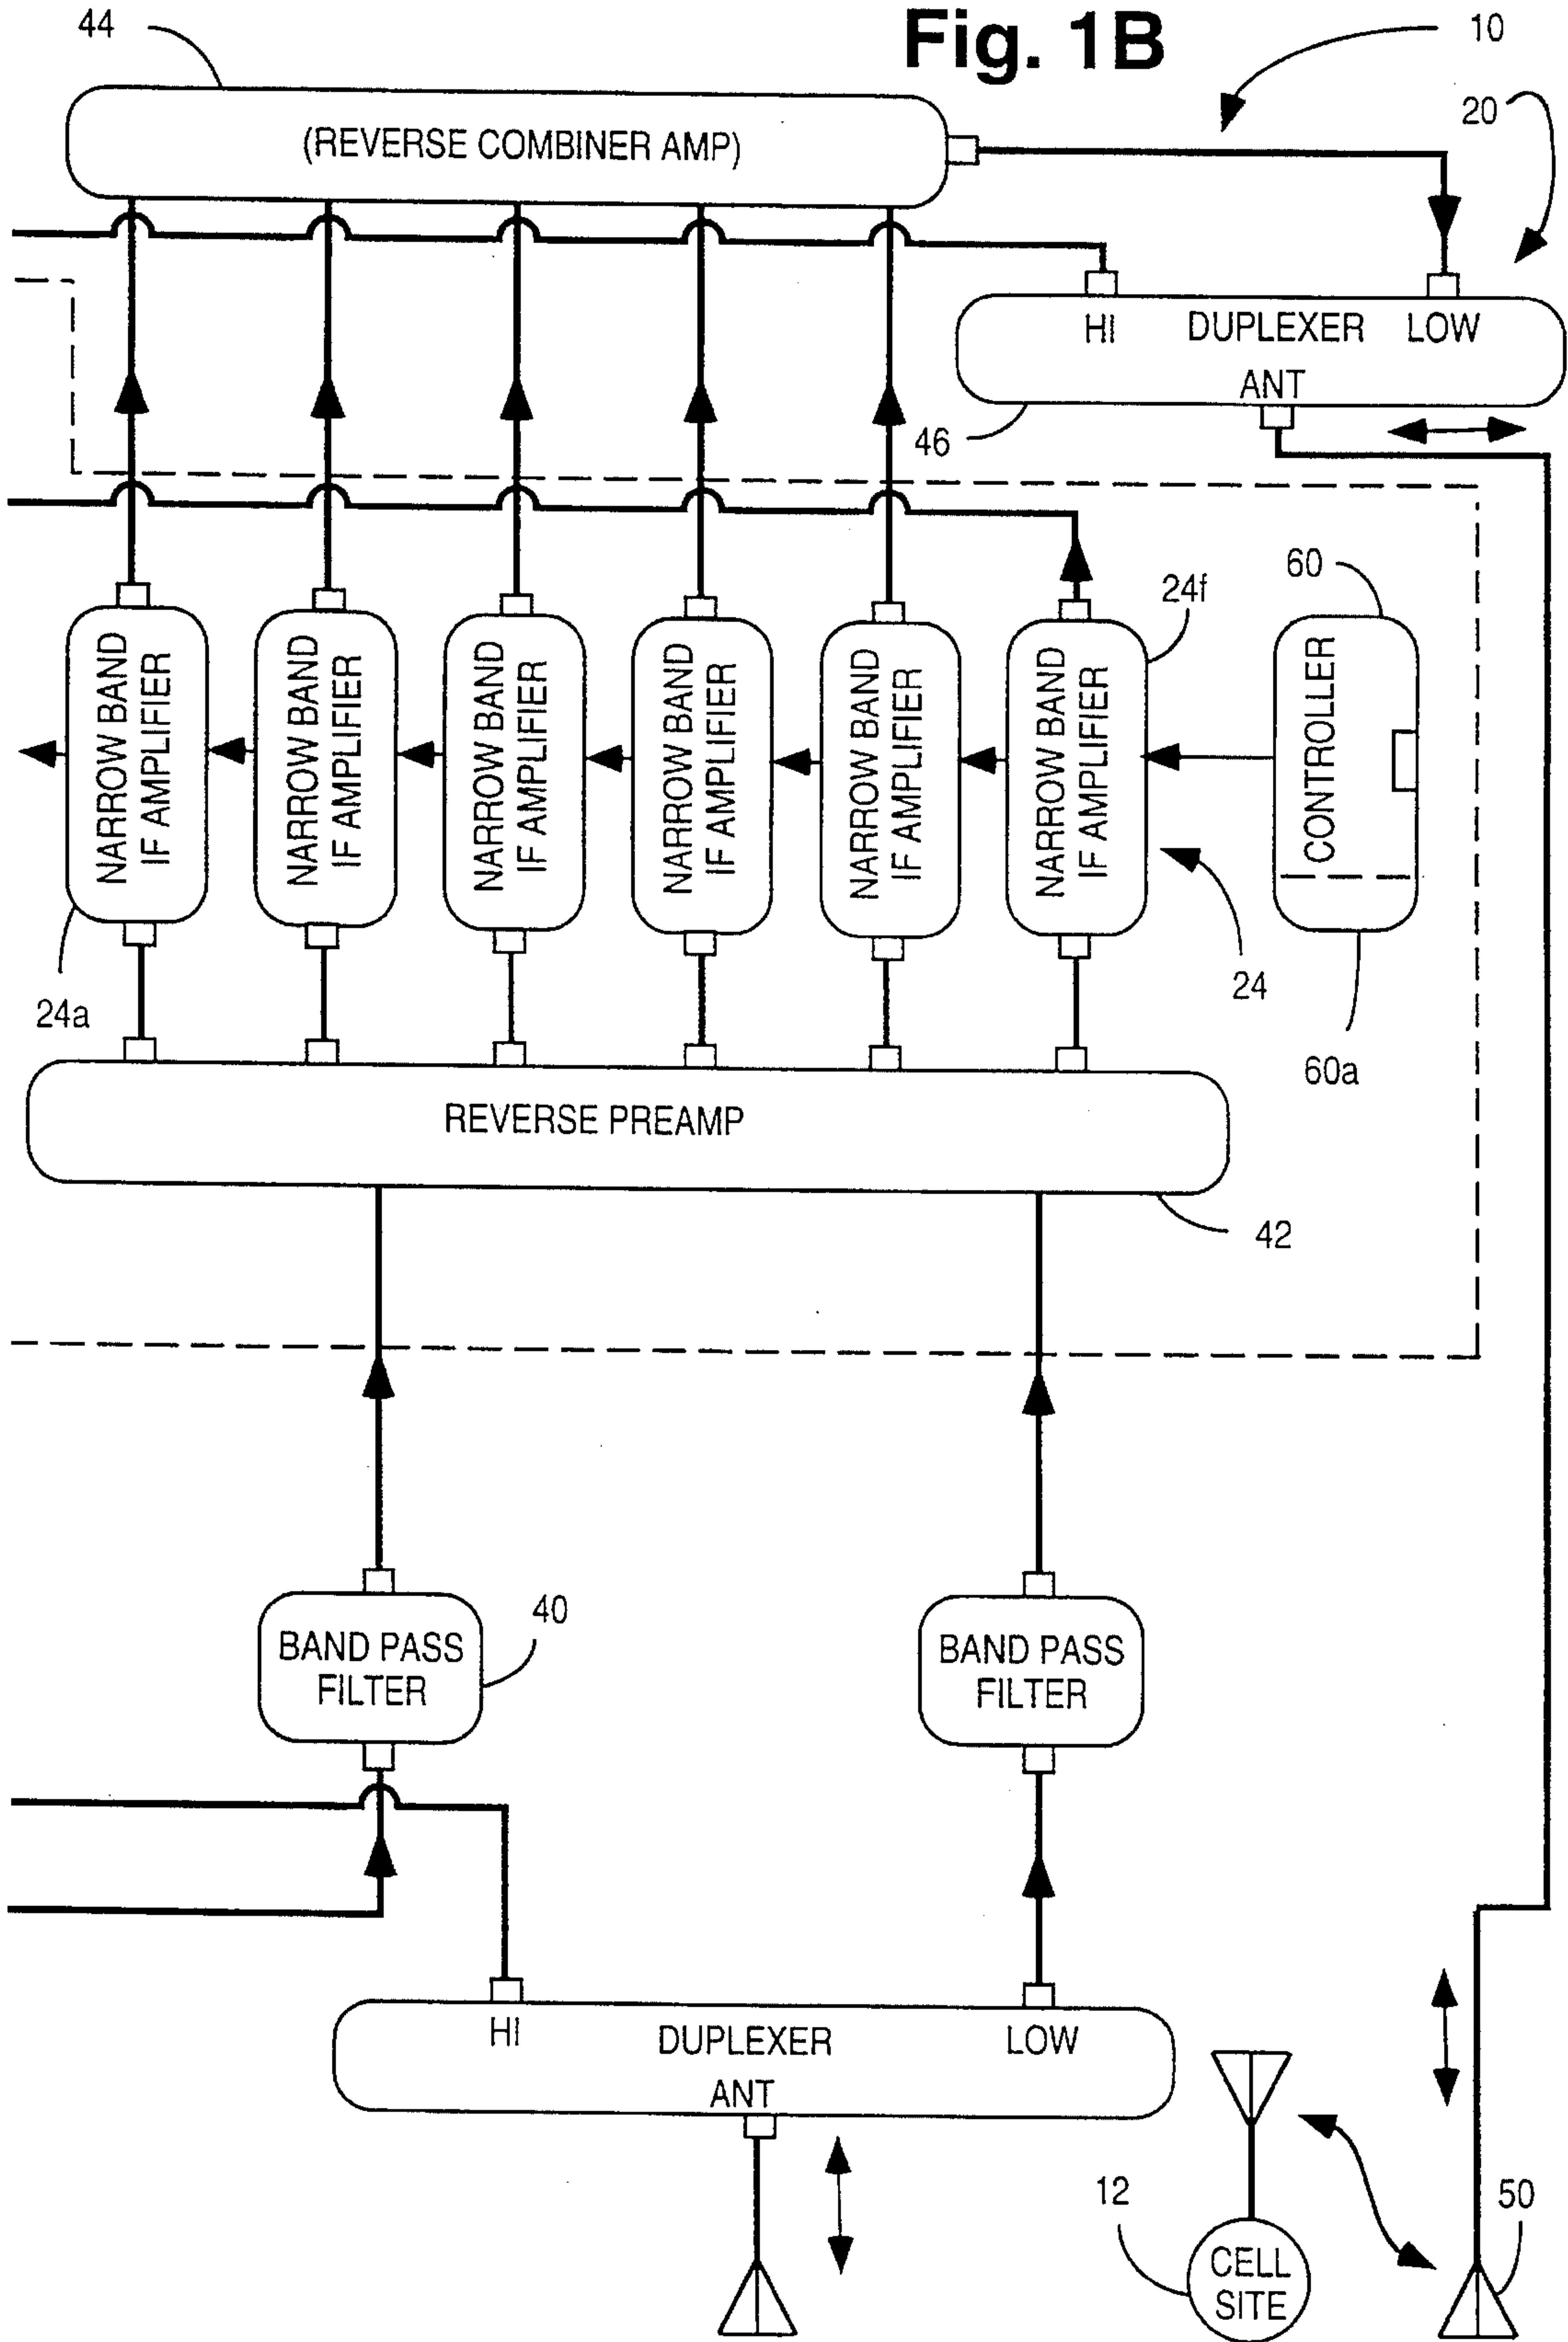 Fig. 1B
44
10
20
(REVERSE COMBINER AMP)
HI DUPLEXER LOW
ANT
46
60
24f
NARROW BAND
IF AMPLIFIER
NARROW BAND
IF AMPLIFIER
NARROW BAND
IF AMPLIFIER
NARROW BAND
IF AMPLIFIER
NARROW BAND
IF AMPLIFIER
NARROW BAND
IF AMPLIFIER
CONTROLLER
24a
24
60a
REVERSE PREAMP
42
40
BAND PASS
FILTER
BAND PASS
FILTER
HI DUPLEXER LOW
ANT
12
50
CELL
SITE